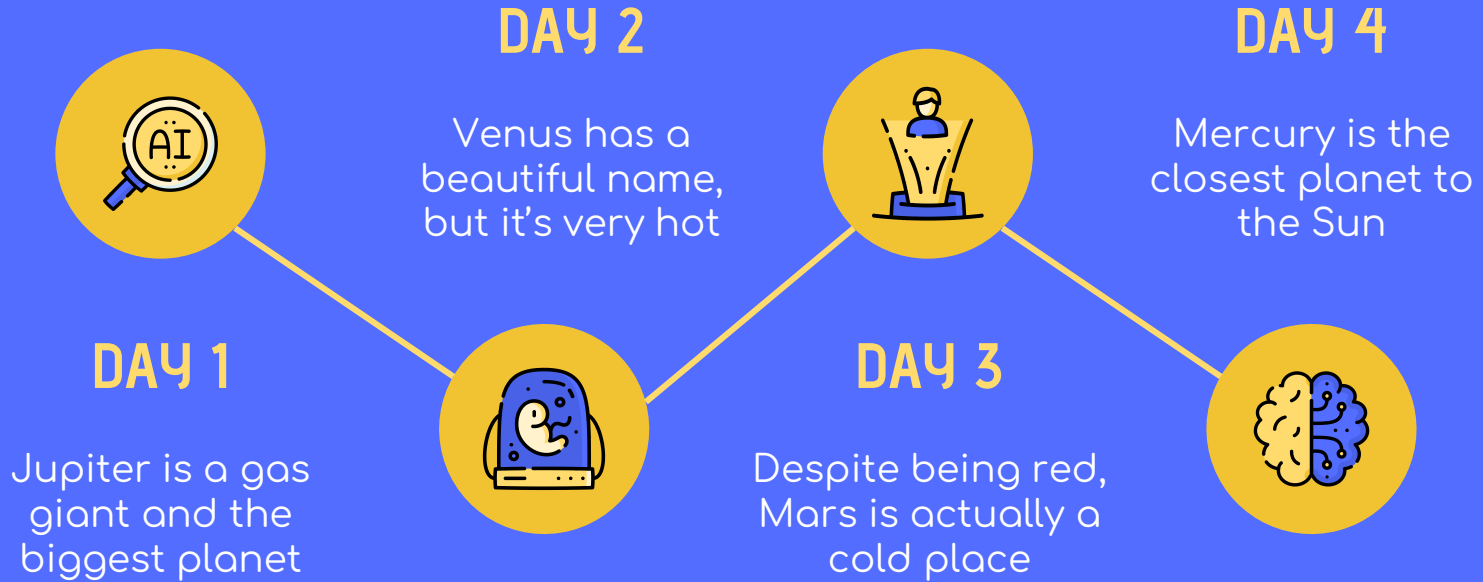 AI
DAY 1
Jupiter is a gas
giant and the
biggest planet
DAY 2
Venus has a
beautiful name,
but it’s very hot
DAY 3
Despite being red,
Mars is actually a
cold place
DAY 4
Mercury is the
closest planet to
the Sun